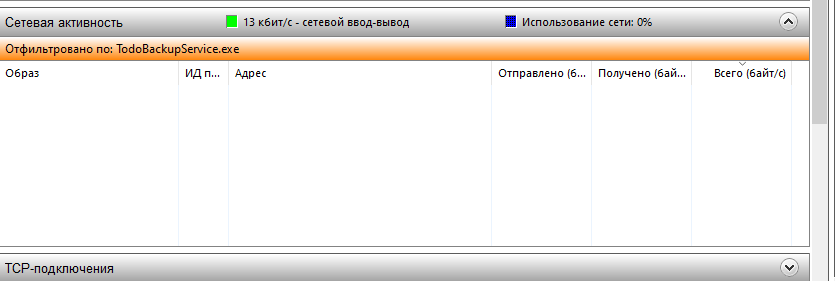 Сетевая активность 13 кбит/с - сетевой ввод-вывод Использование сети: 0%
Отфильтровано по: TodoBackupService.exe
Образ ИД п... Адрес Отправлено (б... Получено (бай... Всего (байт/с)
TCP-подключения